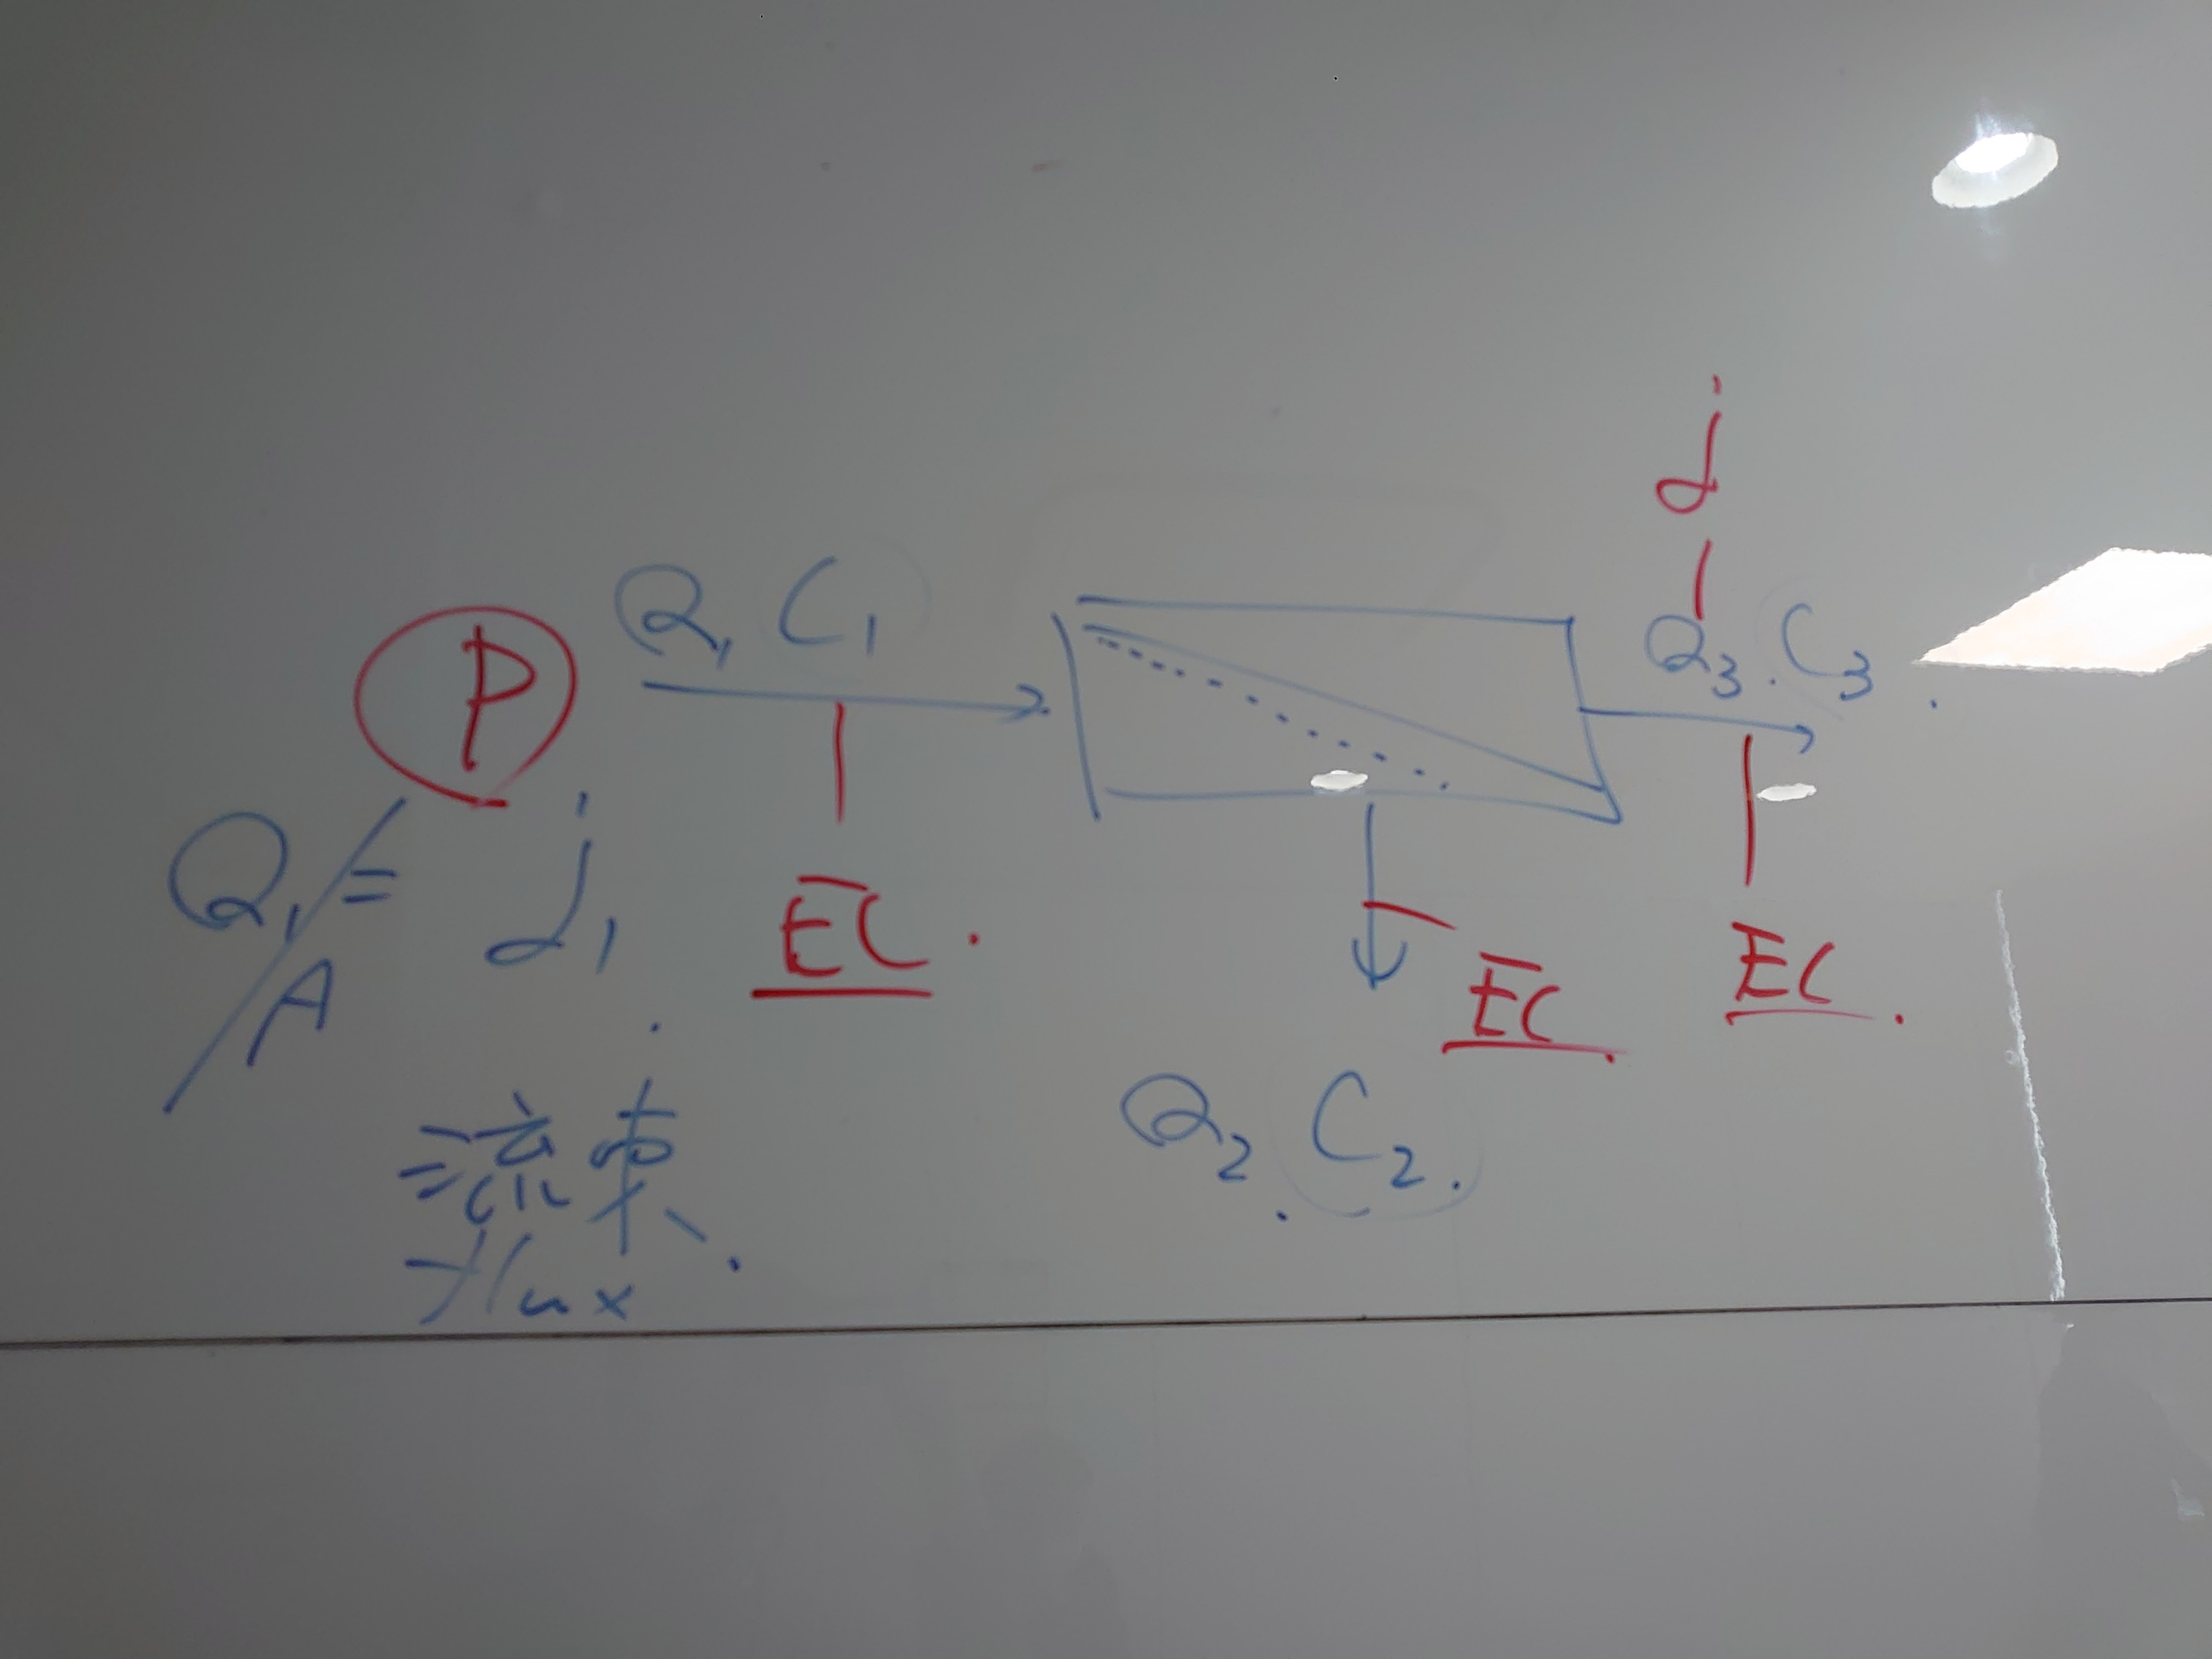 j
Q₁ C₁
Q₃. C₃.
P
Q₁/A = j₁
EC.
EC.
EC.
Q₂. C₂.
流束.
flux